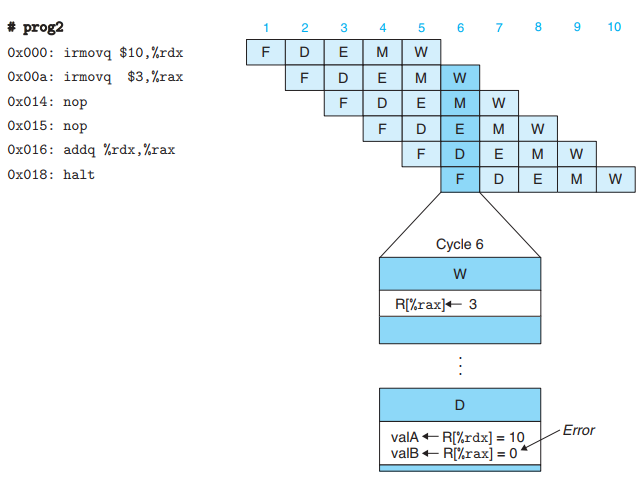 # prog2 1 2 3 4 5 6 7 8 9 10
0x000: irmovq $10,%rdx F D E M W
0x00a: irmovq $3,%rax F D E M W
0x014: nop F D E M W
0x015: nop F D E M W
0x016: addq %rdx,%rax F D E M W
0x018: halt F D E M W
Cycle 6
W
R[%rax]← 3
⋮
D
valA ← R[%rdx] = 10
valB ← R[%rax] = 0
Error